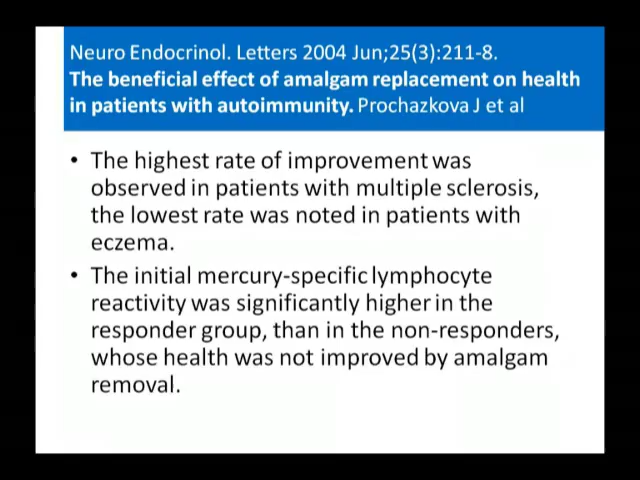 Neuro Endocrinol. Letters 2004 Jun;25(3):211-8.
The beneficial effect of amalgam replacement on health
in patients with autoimmunity. Prochazkova J et al
• The highest rate of improvement was
observed in patients with multiple sclerosis,
the lowest rate was noted in patients with
eczema.
• The initial mercury-specific lymphocyte
reactivity was significantly higher in the
responder group, than in the non-responders,
whose health was not improved by amalgam
removal.